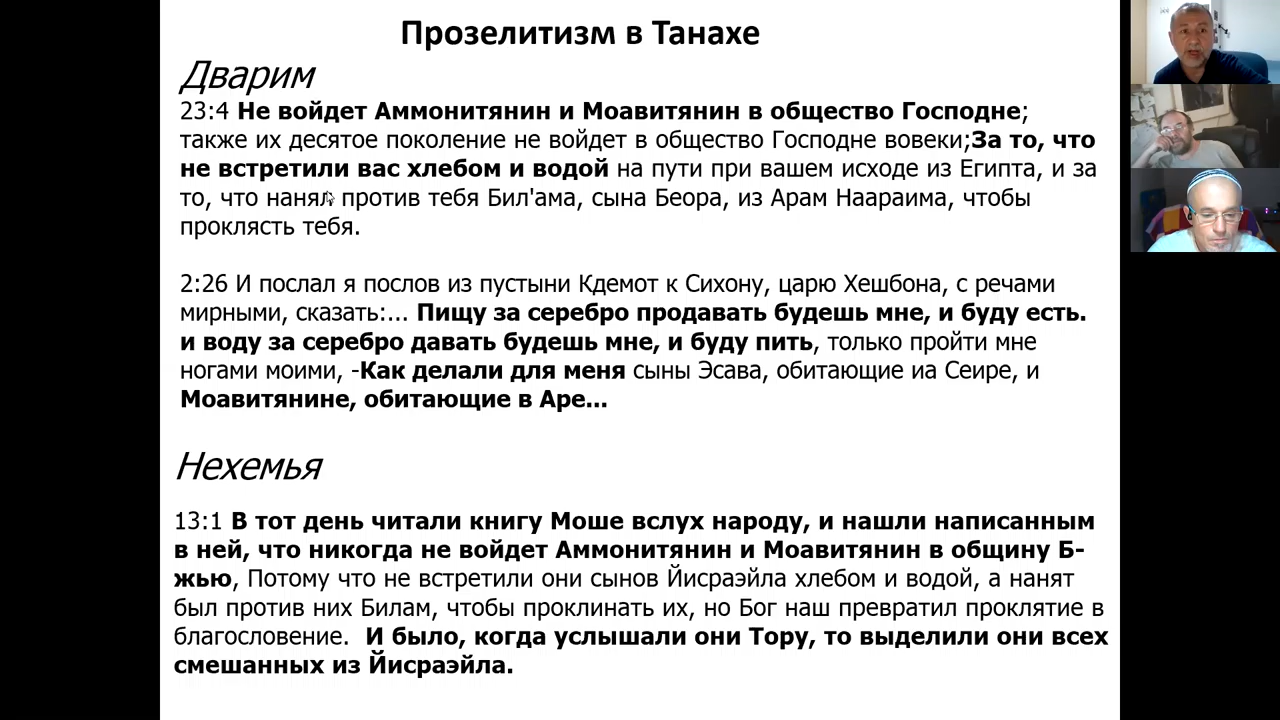 Прозелитизм в Танахе
Дварим
23:4 Не войдет Аммонитянин и Моавитянин в общество Господне;
также их десятое поколение не войдет в общество Господне вовеки;За то, что
не встретили вас хлебом и водой на пути при вашем исходе из Египта, и за
то, что нанял против тебя Бил'ама, сына Беора, из Арам Наараима, чтобы
проклясть тебя.
2:26 И послал я послов из пустыни Кдемот к Сихону, царю Хешбона, с речами
мирными, сказать:... Пищу за серебро продавать будешь мне, и буду есть.
и воду за серебро давать будешь мне, и буду пить, только пройти мне
ногами моими, -Как делали для меня сыны Эсава, обитающие иа Сеире, и
Моавитянине, обитающие в Аре...
Нехемья
13:1 В тот день читали книгу Моше вслух народу, и нашли написанным
в ней, что никогда не войдет Аммонитянин и Моавитянин в общину Б-
жью, Потому что не встретили они сынов Йисраэйла хлебом и водой, а нанят
был против них Билам, чтобы проклинать их, но Бог наш превратил проклятие в
благословение. И было, когда услышали они Тору, то выделили они всех
смешанных из Йисраэйла.